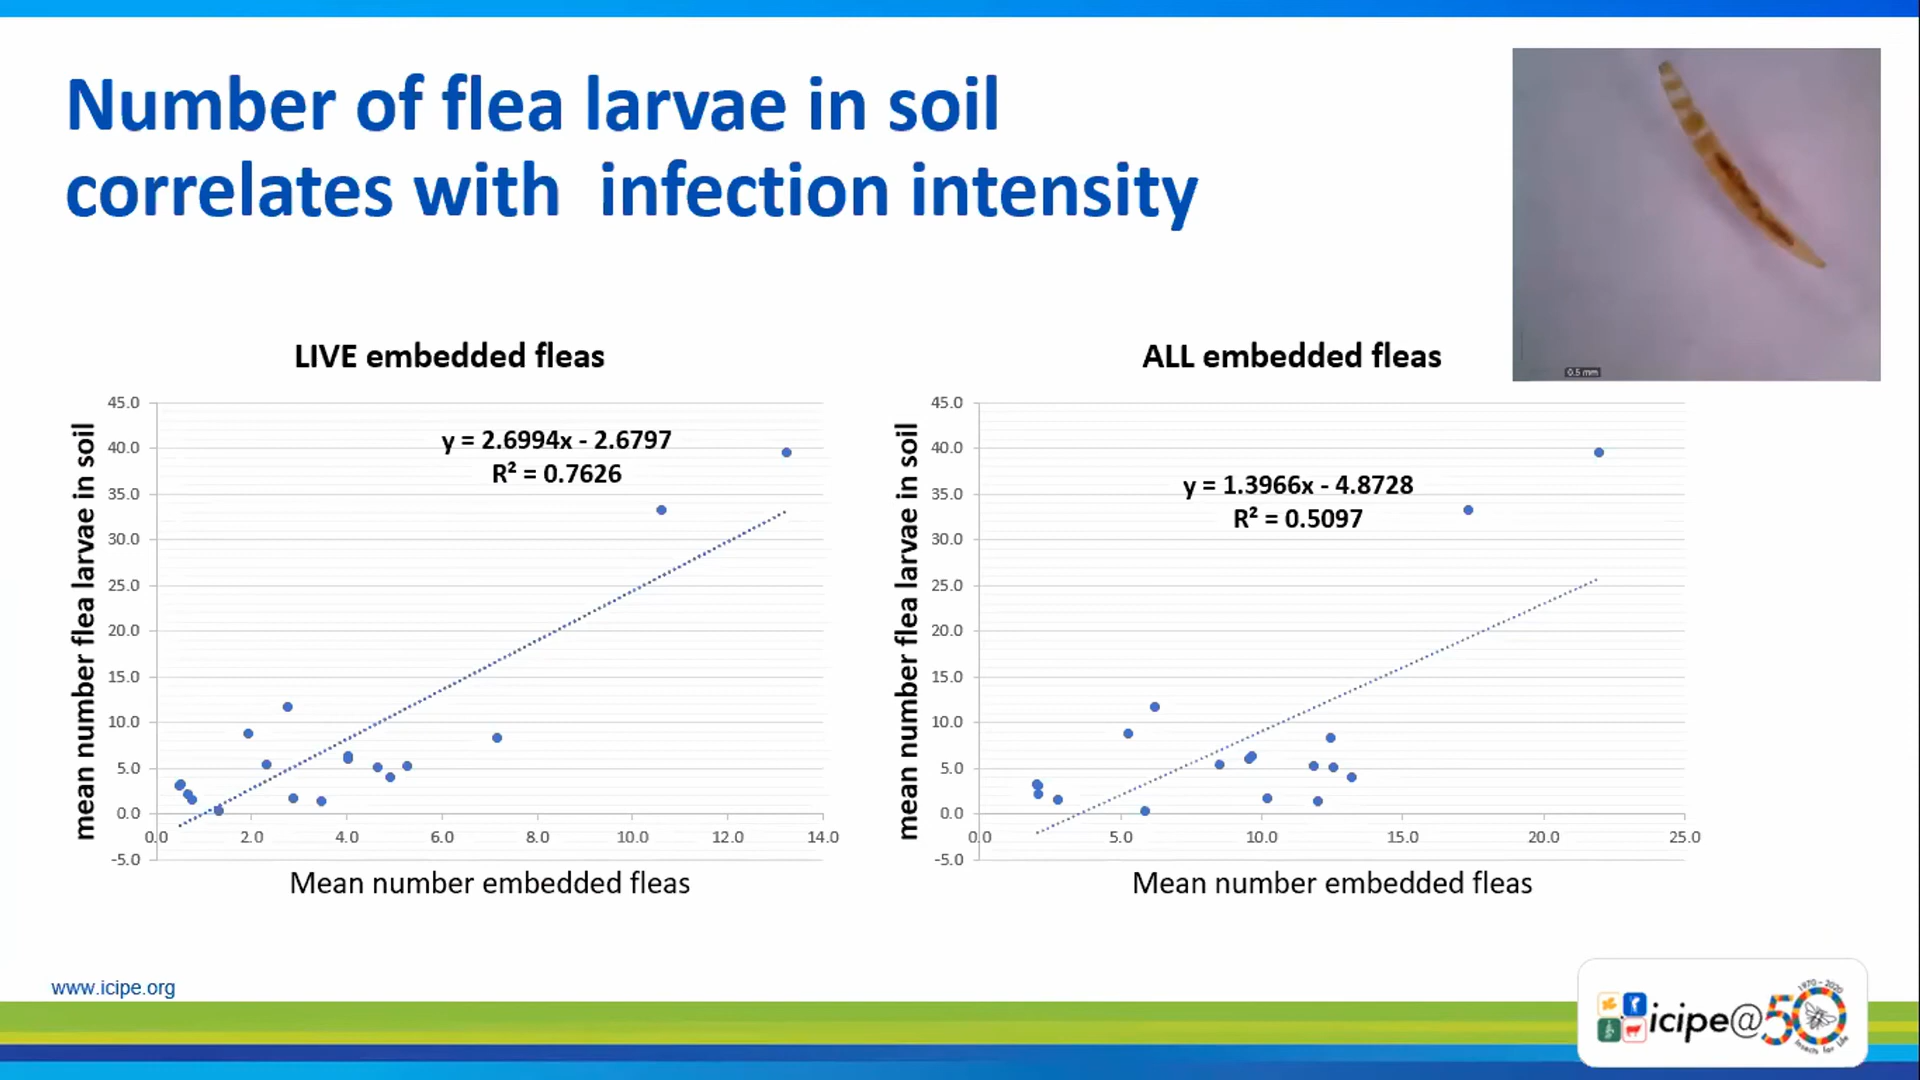 Number of flea larvae in soil
correlates with infection intensity
0.5 mm
LIVE embedded fleas
mean number flea larvae in soil
45.0
40.0
35.0
30.0
25.0
20.0
15.0
10.0
5.0
0.0
-5.0
y = 2.6994x - 2.6797
R² = 0.7626
0.0 2.0 4.0 6.0 8.0 10.0 12.0 14.0
Mean number embedded fleas
ALL embedded fleas
mean number flea larvae in soil
45.0
40.0
35.0
30.0
25.0
20.0
15.0
10.0
5.0
0.0
-5.0
y = 1.3966x - 4.8728
R² = 0.5097
0.0 5.0 10.0 15.0 20.0 25.0
Mean number embedded fleas
www.icipe.org
icipe@50
1970 - 2020
Insects for Life